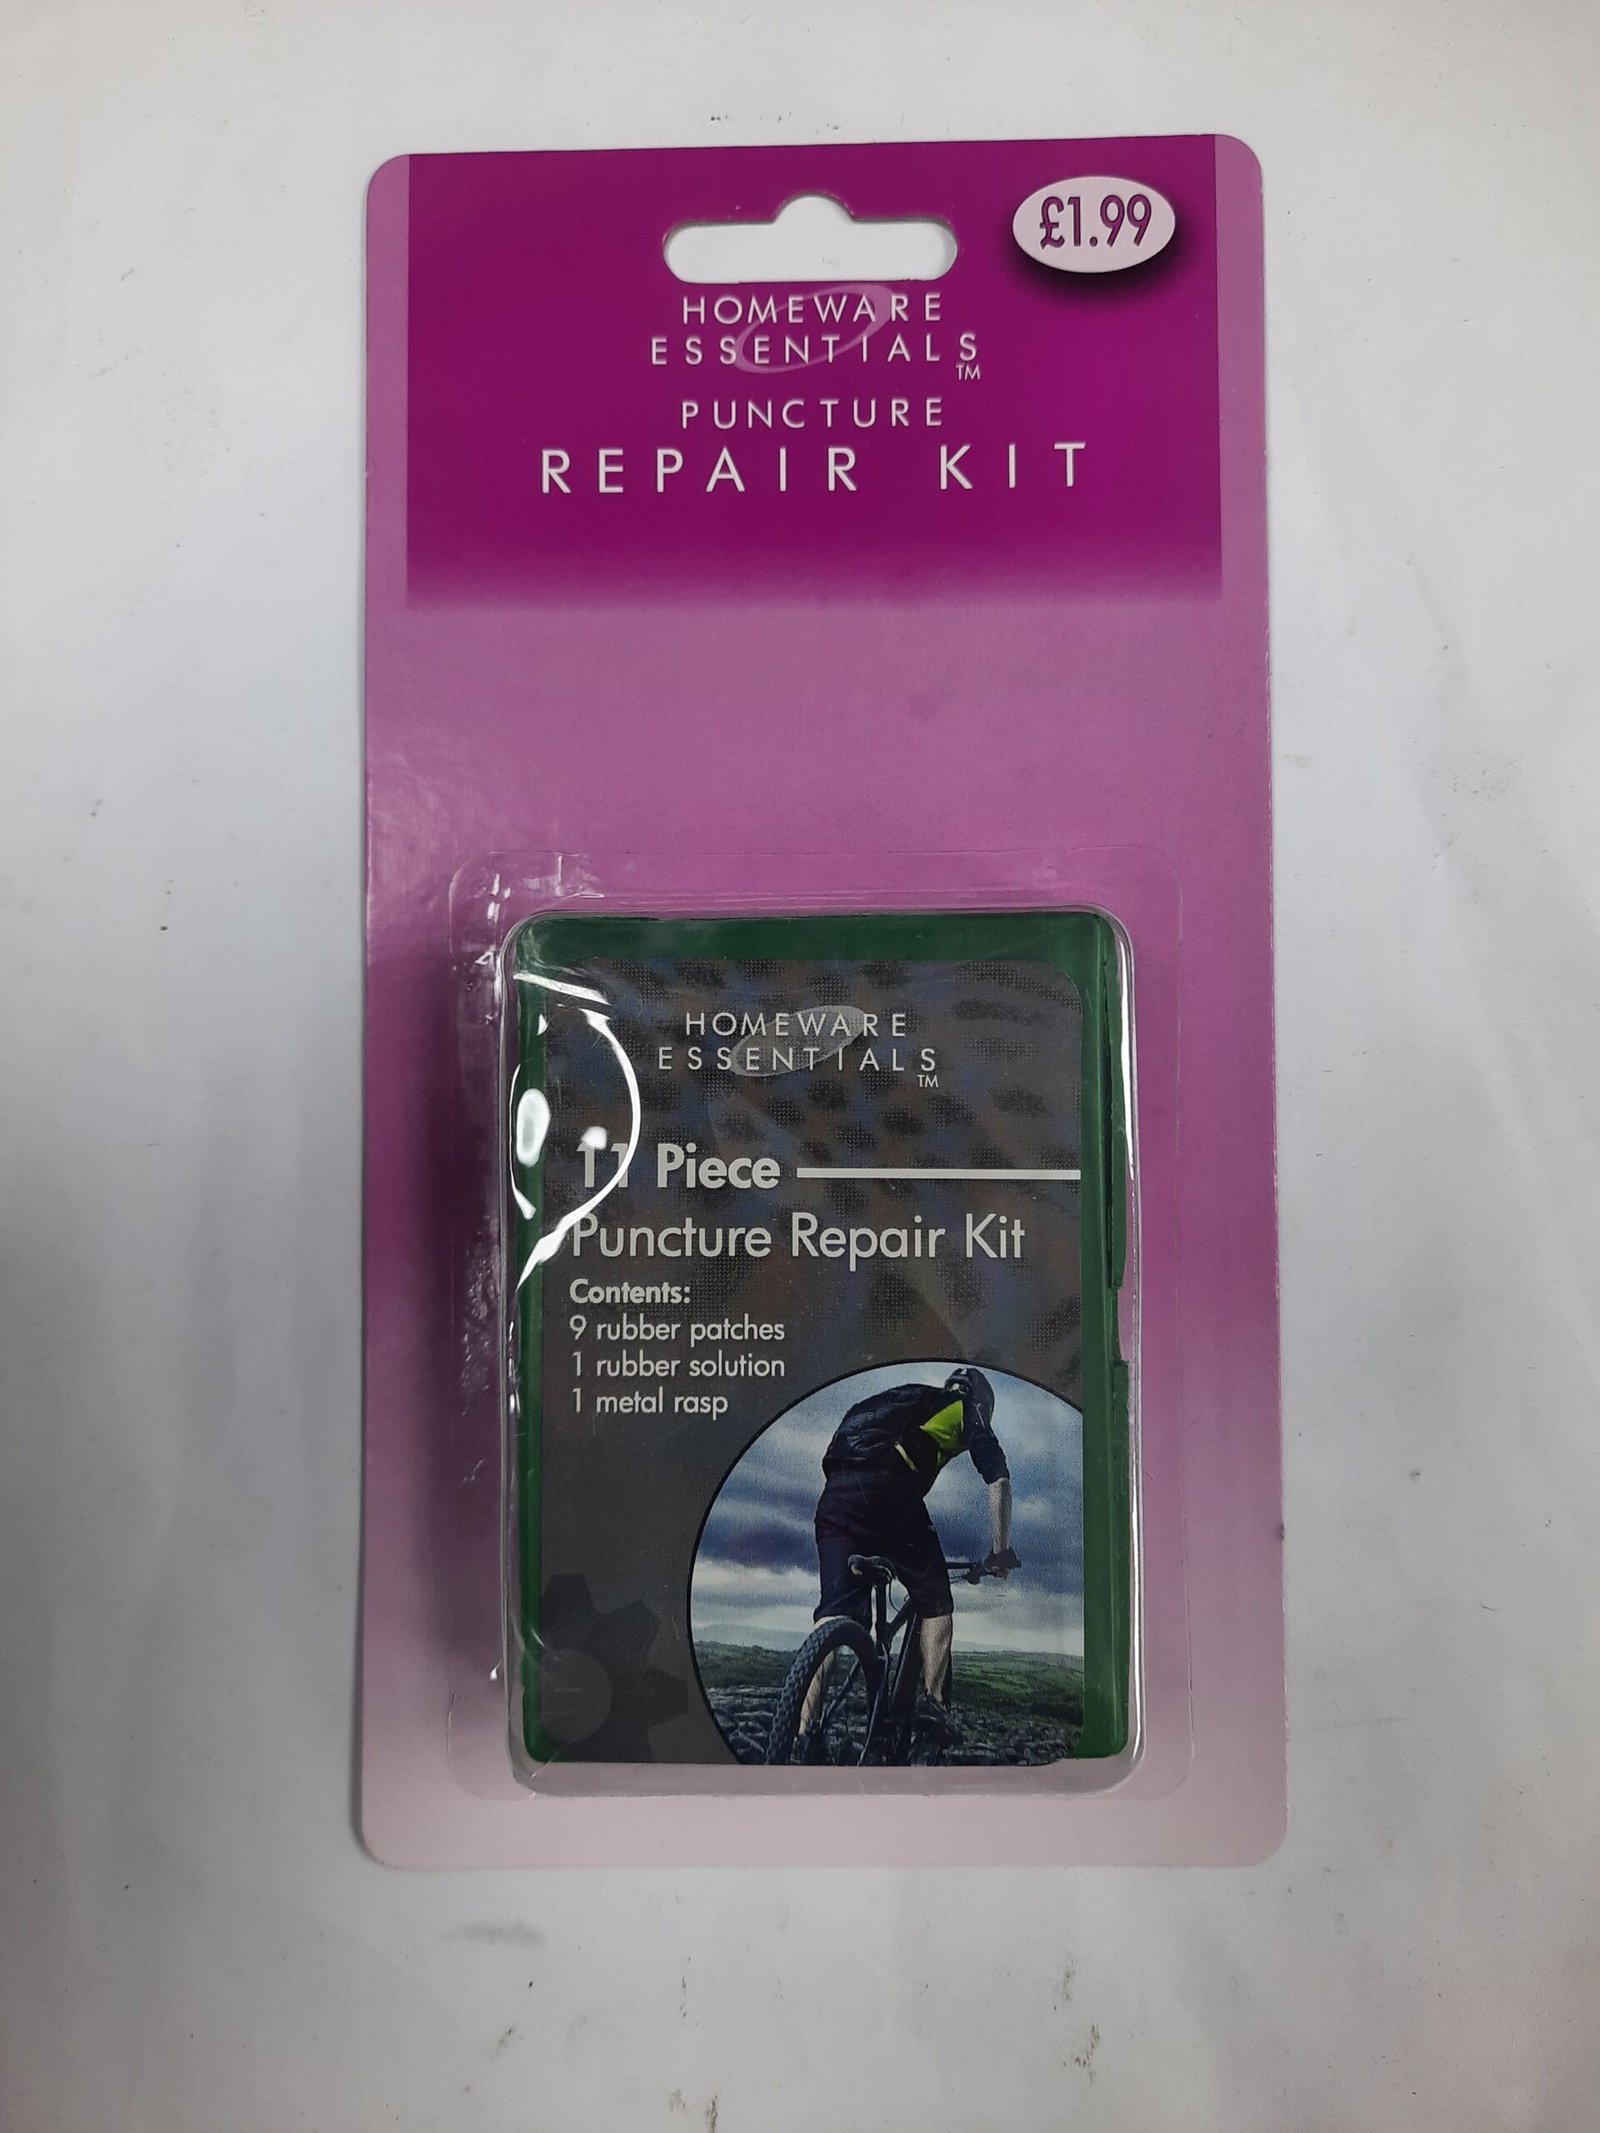 £1.99
HOMEWARE
ESSENTIALS
TM
PUNCTURE
REPAIR KIT
HOMEWARE
ESSENTIALS
TM
11 Piece
Puncture Repair Kit
Contents:
9 rubber patches
1 rubber solution
1 metal rasp